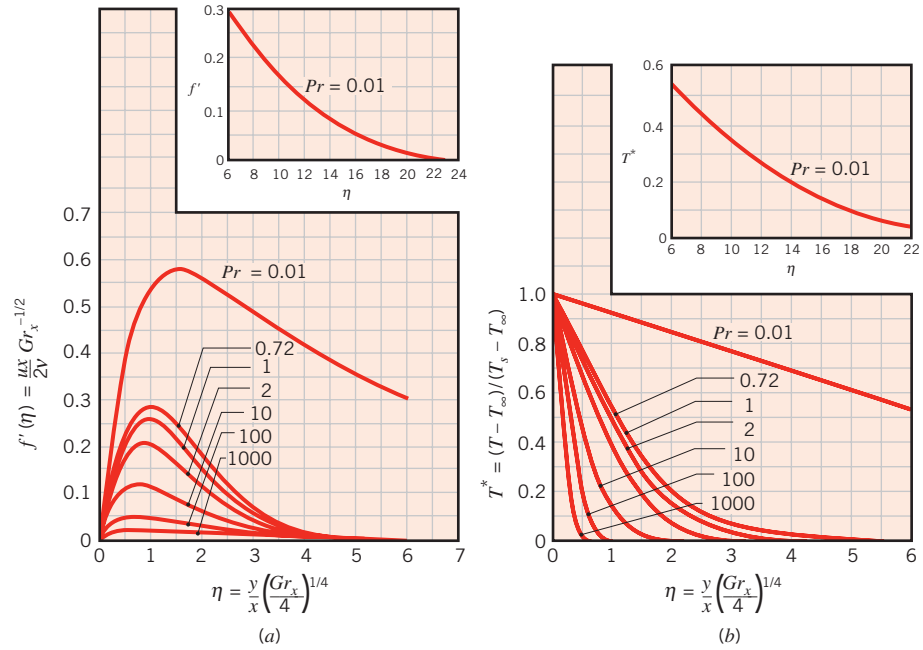 0.3
0.2
f'
0.1
0
Pr = 0.01
6 8 10 12 14 16 18 20 22 24
η
0.7
0.6
0.5
0.4
0.3
0.2
0.1
0
f'(η) = ux/2ν Gr_x^{-1/2}
Pr = 0.01
0.72
1
2
10
100
1000
0 1 2 3 4 5 6 7
η = y/x (Gr_x/4)^{1/4}
(a)
0.6
0.4
T*
0.2
0
Pr = 0.01
6 8 10 12 14 16 18 20 22
η
1.0
0.8
0.6
0.4
0.2
0
T* = (T − T∞)/(T_s − T∞)
Pr = 0.01
0.72
1
2
10
100
1000
0 1 2 3 4 5 6
η = y/x (Gr_x/4)^{1/4}
(b)